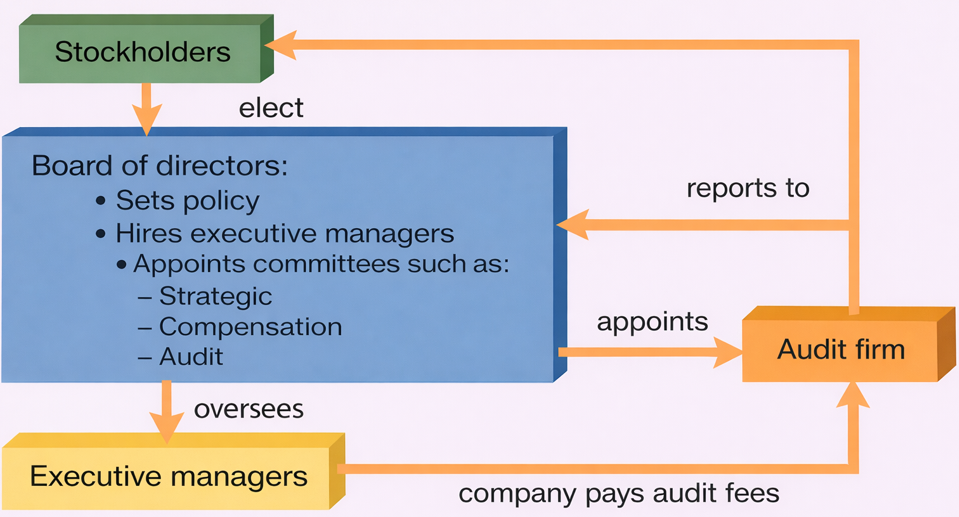 Stockholders
elect
Board of directors:
• Sets policy
• Hires executive managers
• Appoints committees such as:
– Strategic
– Compensation
– Audit
reports to
appoints
Audit firm
oversees
Executive managers
company pays audit fees